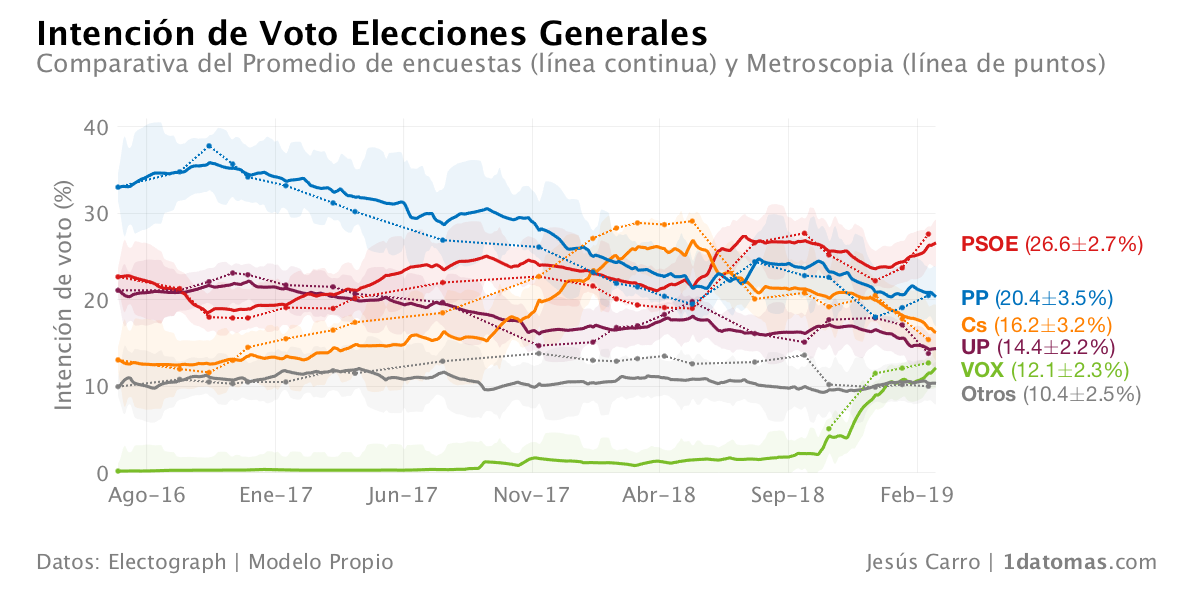 Intención de Voto Elecciones Generales
Comparativa del Promedio de encuestas (línea continua) y Metroscopia (línea de puntos)
Intención de voto (%)
40
30
20
10
0
Ago−16 Ene−17 Jun−17 Nov−17 Abr−18 Sep−18 Feb−19
PSOE (26.6±2.7%)
PP (20.4±3.5%)
Cs (16.2±3.2%)
UP (14.4±2.2%)
VOX (12.1±2.3%)
Otros (10.4±2.5%)
Datos: Electograph | Modelo Propio
Jesús Carro | 1datomas.com